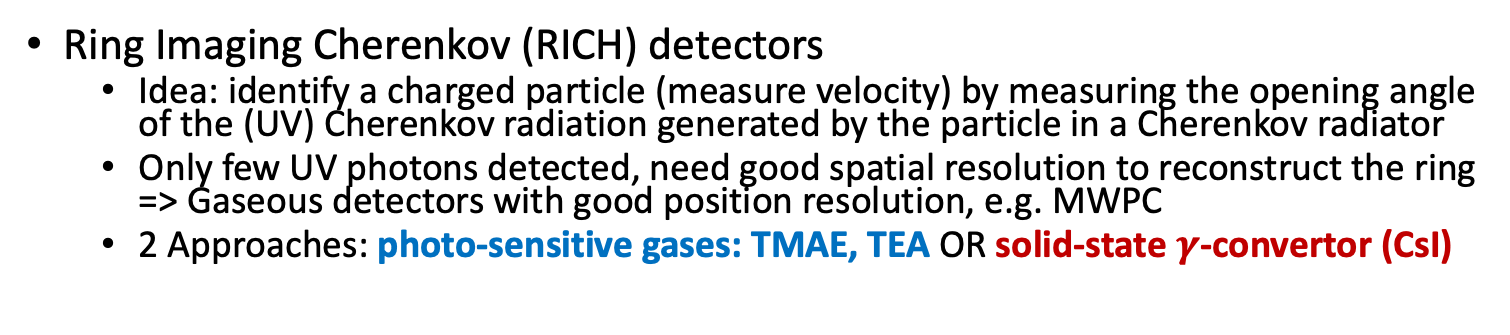 • Ring Imaging Cherenkov (RICH) detectors
• Idea: identify a charged particle (measure velocity) by measuring the opening angle
of the (UV) Cherenkov radiation generated by the particle in a Cherenkov radiator
• Only few UV photons detected, need good spatial resolution to reconstruct the ring
=> Gaseous detectors with good position resolution, e.g. MWPC
• 2 Approaches: photo-sensitive gases: TMAE, TEA OR solid-state γ-convertor (CsI)